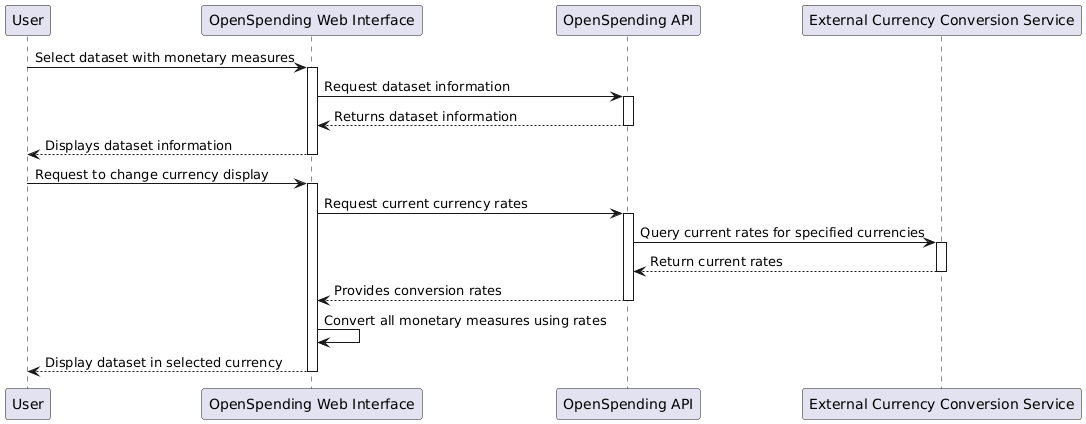 User
OpenSpending Web Interface
OpenSpending API
External Currency Conversion Service
Select dataset with monetary measures
Request dataset information
Returns dataset information
Displays dataset information
Request to change currency display
Request current currency rates
Query current rates for specified currencies
Return current rates
Provides conversion rates
Convert all monetary measures using rates
Display dataset in selected currency
User
OpenSpending Web Interface
OpenSpending API
External Currency Conversion Service